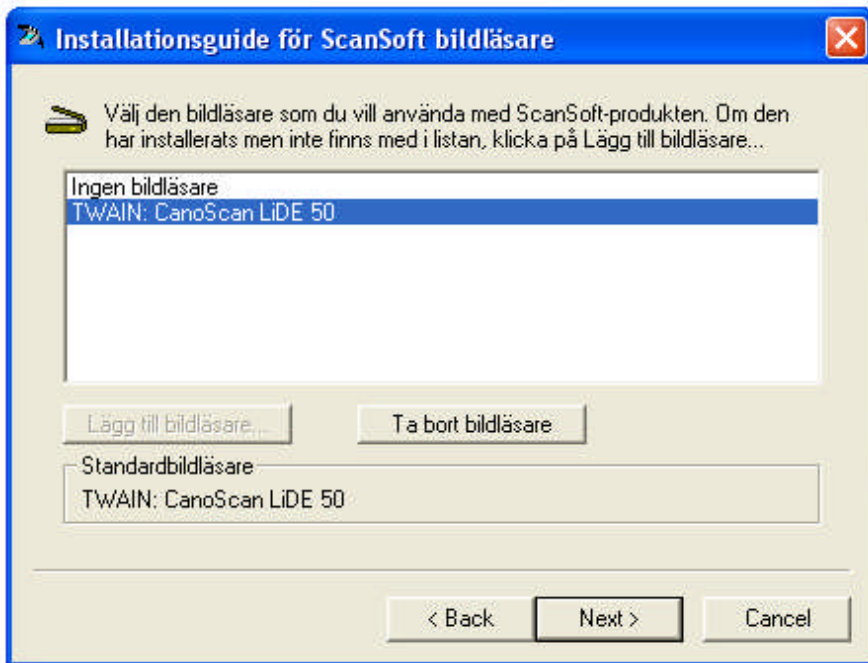 Installationsguide för ScanSoft bildläsare
Välj den bildläsare som du vill använda med ScanSoft-produkten. Om den
har installerats men inte finns med i listan, klicka på Lägg till bildläsare...
Ingen bildläsare
TWAIN: CanoScan LiDE 50
Lägg till bildläsare...
Ta bort bildläsare
Standardbildläsare
TWAIN: CanoScan LiDE 50
< Back
Next >
Cancel